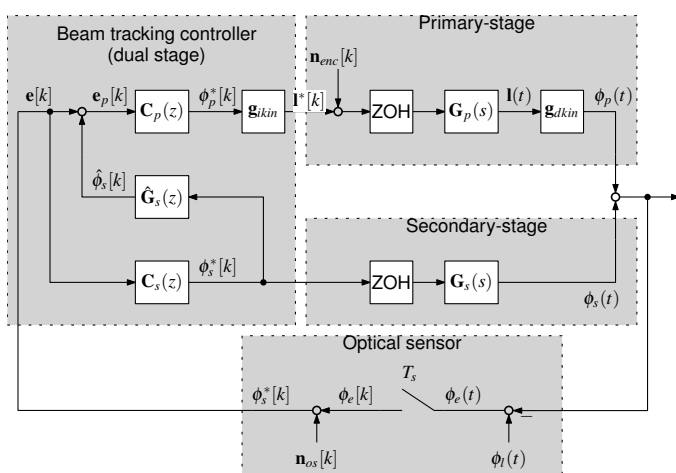 Beam tracking controller
(dual stage)
Primary-stage
n_enc[k]
e[k]
e_p[k]
C_p(z)
ϕ_p^*[k]
g_ikin
l^*[k]
ZOH
G_p(s)
l(t)
g_dkin
ϕ_p(t)
ϕ̂_s[k]
Ĝ_s(z)
Secondary-stage
C_s(z)
ϕ_s^*[k]
ZOH
G_s(s)
ϕ_s(t)
Optical sensor
ϕ_s^*[k]
ϕ_e[k]
T_s
ϕ_e(t)
−
n_os[k]
ϕ_l(t)